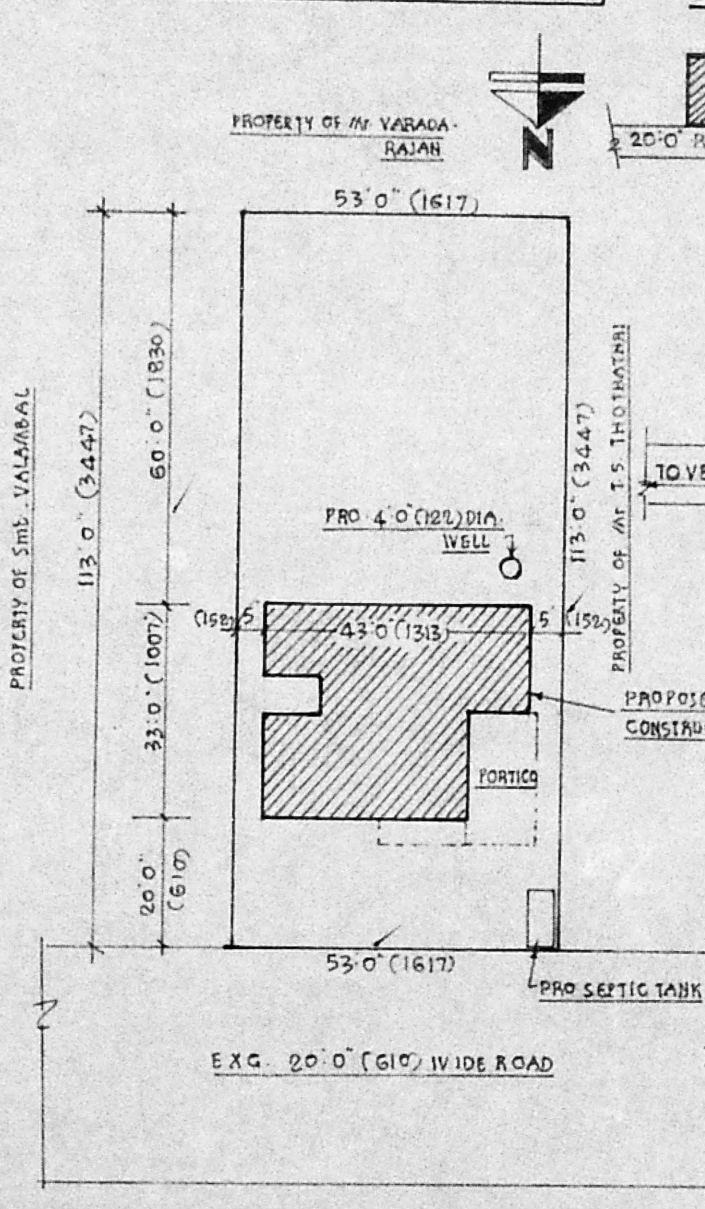 PROPERTY OF Mr VARADA-
RAJAN
N
20'0"
53'0" (1617)
60'0" (1830)
113'0" (3447)
PROPERTY OF Smt. VALAMBAL
113'0" (3447)
PROPERTY OF Mr T.S. THOTHATHRI
TO VE
PRO 4'0" (122) DIA.
WELL
(152) 5'
43'0" (1313)
5' (152)
33'0" (1007)
PROPOSE
CONSTRU
PORTICO
20'0"
(610)
53'0" (1617)
PRO SEPTIC TANK
EXG. 20'0" (610) WIDE ROAD